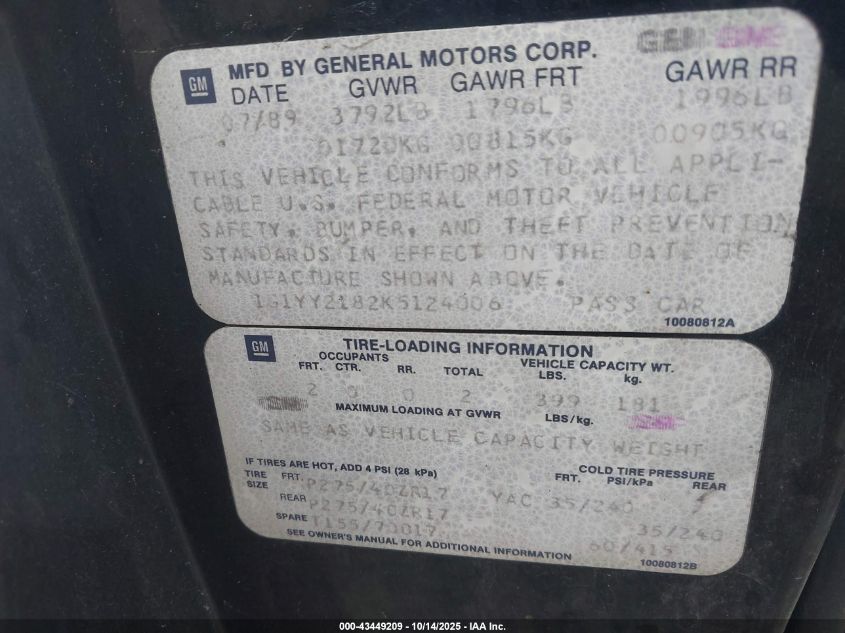 GENUINE GM
GM MFD BY GENERAL MOTORS CORP.
DATE GVWR GAWR FRT GAWR RR
07/89 3792LB 1796LB 1996LB
01720KG 00815KG 00905KG
THIS VEHICLE CONFORMS TO ALL APPLI-
CABLE U.S. FEDERAL MOTOR VEHICLE
SAFETY, BUMPER, AND THEFT PREVENTION
STANDARDS IN EFFECT ON THE DATE OF
MANUFACTURE SHOWN ABOVE.
1G1YY2182K5124006 PASS CAR
10080812A
GM TIRE-LOADING INFORMATION
OCCUPANTS VEHICLE CAPACITY WT.
FRT. CTR. RR. TOTAL LBS. kg.
2 0 0 2 399 181
MAXIMUM LOADING AT GVWR LBS/kg.
SAME AS VEHICLE CAPACITY WEIGHT
IF TIRES ARE HOT, ADD 4 PSI (28 kPa) COLD TIRE PRESSURE
TIRE SIZE FRT. REAR SPARE FRT. PSI/kPa REAR
P275/40ZR17 YAC 35/240
P275/40ZR17 35/240
T155/70D17 60/415
SEE OWNER'S MANUAL FOR ADDITIONAL INFORMATION
10080812B
000-43449209 - 10/14/2025 - IAA Inc.